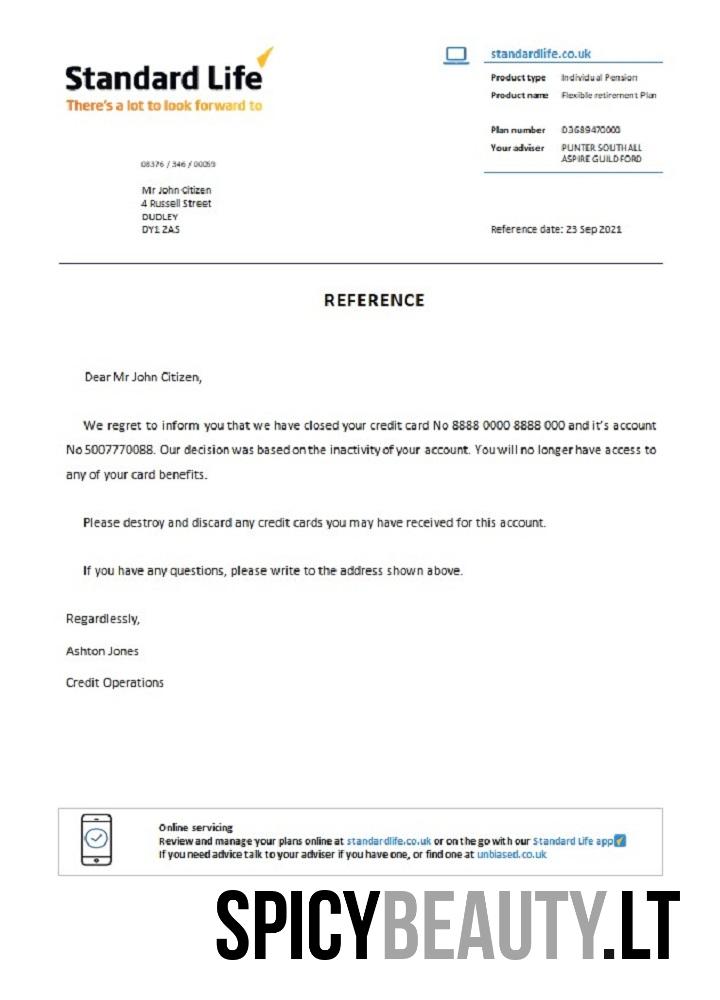 Standard Life
There's a lot to look forward to
standardlife.co.uk
Product type Individual Pension
Product name Flexible retirement Plan
Plan number 03689470000
Your adviser PUNTER SOUTHALL
ASPIRE GUILDFORD
08376 / 346 / 00059
Mr John Citizen
4 Russell Street
DUDLEY
DY1 2AS
Reference date: 23 Sep 2021
REFERENCE
Dear Mr John Citizen,
We regret to inform you that we have closed your credit card No 8888 0000 8888 000 and it's account
No 5007770088. Our decision was based on the inactivity of your account. You will no longer have access to
any of your card benefits.
Please destroy and discard any credit cards you may have received for this account.
If you have any questions, please write to the address shown above.
Regardlessly,
Ashton Jones
Credit Operations
Online servicing
Review and manage your plans online at standardlife.co.uk or on the go with our Standard Life app
If you need advice talk to your adviser if you have one, or find one at unbiased.co.uk
SPICYBEAUTY.LT